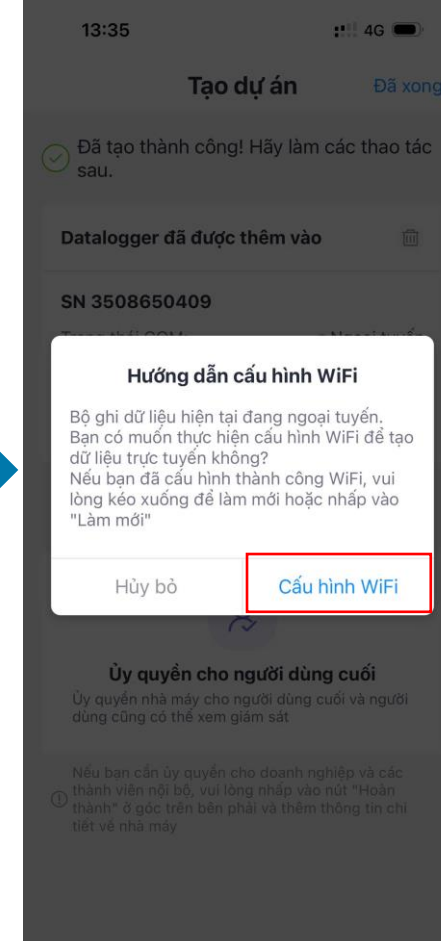 13:35
4G
Tạo dự án
Đã xong
Đã tạo thành công! Hãy làm các thao tác
sau.
Datalogger đã được thêm vào
SN 3508650409
Hướng dẫn cấu hình WiFi
Bộ ghi dữ liệu hiện tại đang ngoại tuyến.
Bạn có muốn thực hiện cấu hình WiFi để tạo
dữ liệu trực tuyến không?
Nếu bạn đã cấu hình thành công WiFi, vui
lòng kéo xuống để làm mới hoặc nhấp vào
"Làm mới"
Hủy bỏ
Cấu hình WiFi
Ủy quyền cho người dùng cuối
Ủy quyền nhà máy cho người dùng cuối và người
dùng cũng có thể xem giám sát
Nếu bạn cần ủy quyền cho doanh nghiệp và các
thành viên nội bộ, vui lòng nhấp vào nút "Hoàn
thành" ở góc trên bên phải và thêm thông tin chi
tiết về nhà máy